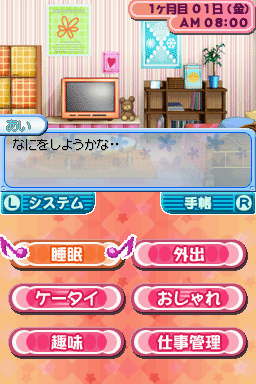 1ヶ月目 01日(金)
AM 08:00
あい
なにをしようかな‥
L システム
手帳 R
睡眠
外出
ケータイ
おしゃれ
趣味
仕事管理